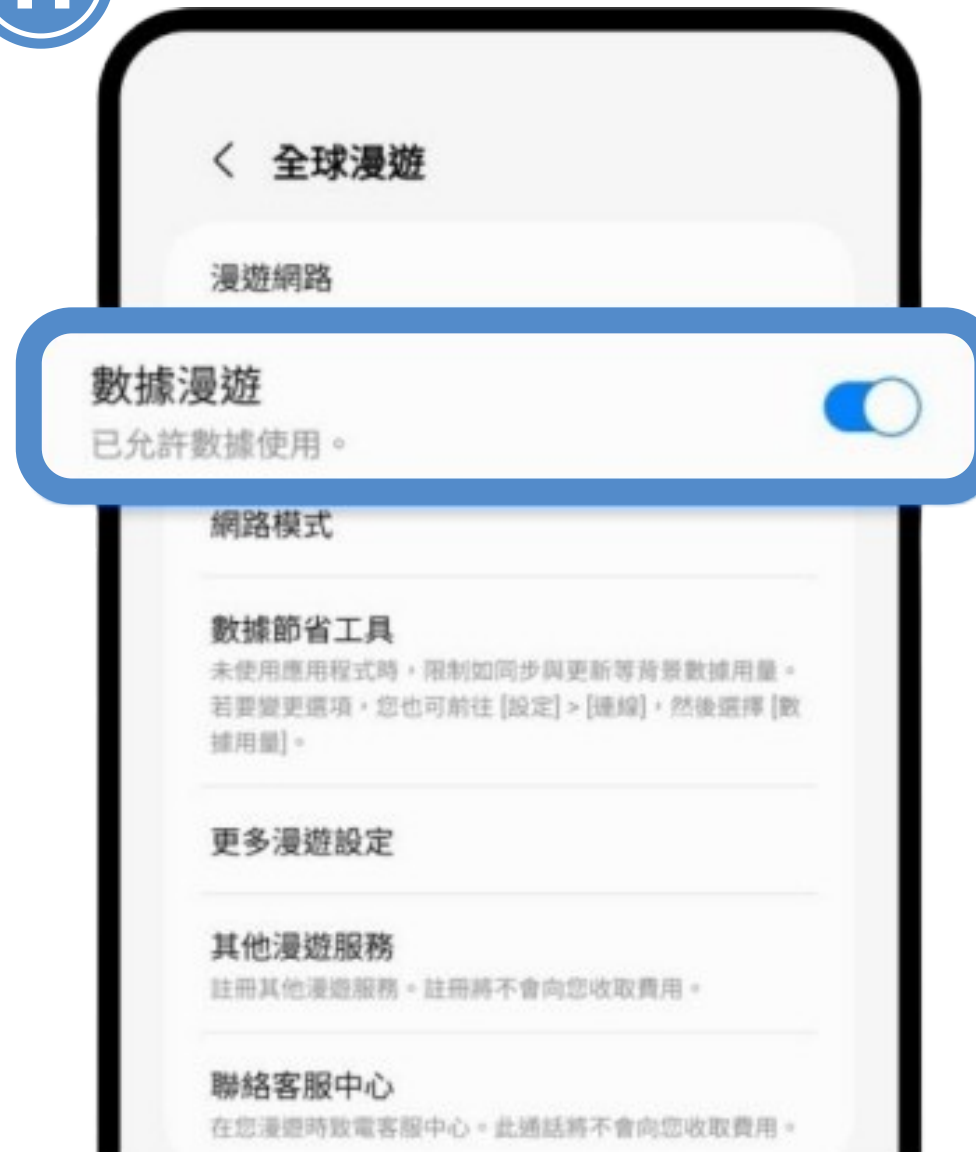 全球漫遊
漫遊網路
數據漫遊
已允許數據使用。
網路模式
數據節省工具
未使用應用程式時,限制如同步與更新等背景數據用量。
若要變更選項,您也可前往 [設定] > [連線],然後選擇 [數
據用量]。
更多漫遊設定
其他漫遊服務
註冊其他漫遊服務。註冊將不會向您收取費用。
聯絡客服中心
在您漫遊時致電客服中心。此通話將不會向您收取費用。